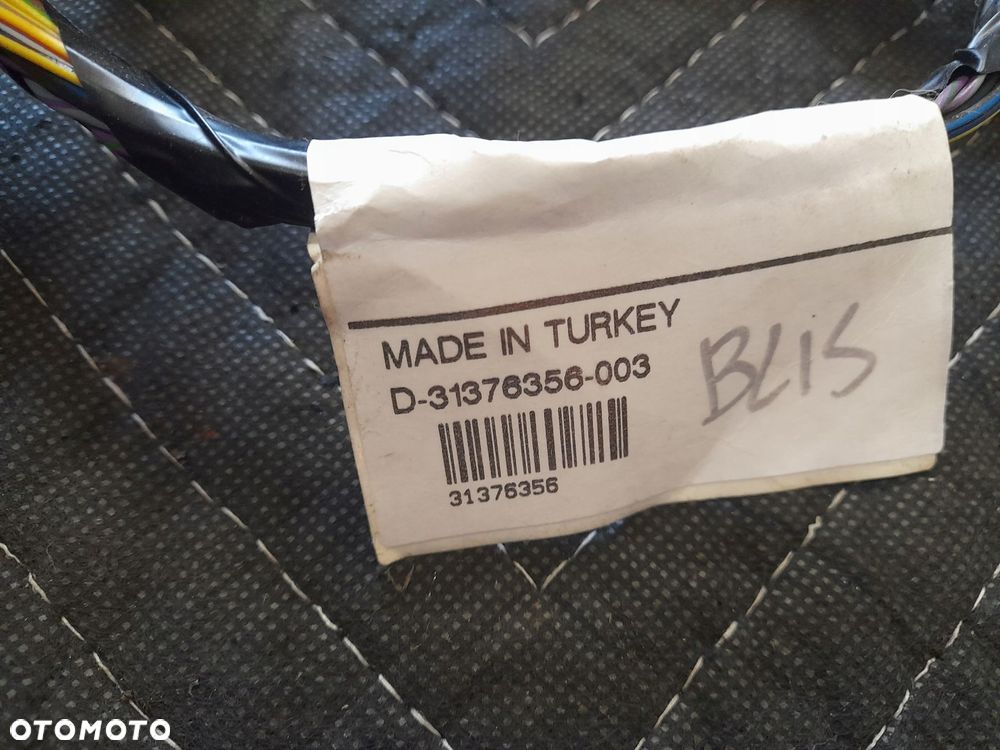 MADE IN TURKEY
D-31376356-003
BLIS
31376356
OTOMOTO